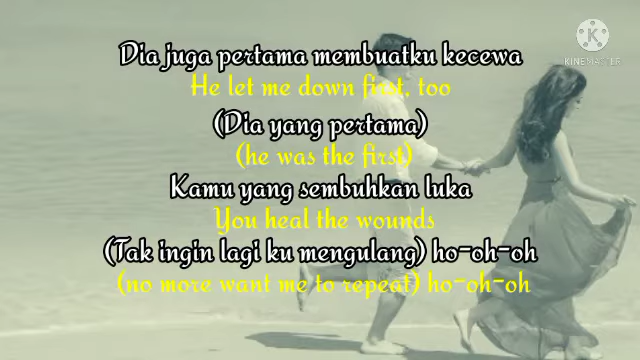 Dia juga pertama membuatku kecewa
He let me down first, too
(Dia yang pertama)
(he was the first)
Kamu yang sembuhkan luka
You heal the wounds
(Tak ingin lagi ku mengulang) ho-oh-oh
(no more want me to repeat) ho-oh-oh
K
KINEMASTER